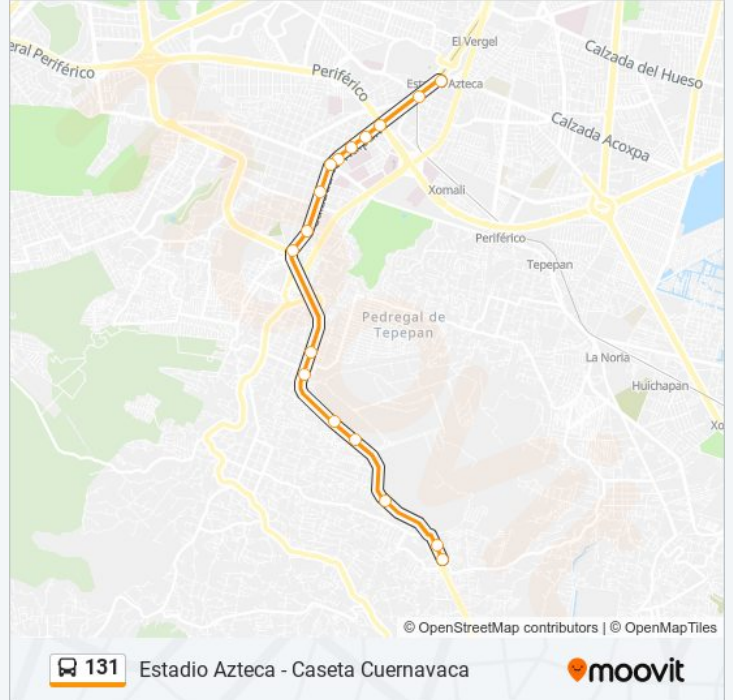 El Vergel
eral Periférico
Calzada del Hueso
Periférico
Est
Azteca
Calzada Acoxpa
Xomali
Periférico
Tepepan
Pedregal de
Tepepan
La Noria
Huichapan
Xo
© OpenStreetMap contributors | © OpenMapTiles
131
Estadio Azteca - Caseta Cuernavaca
moovit